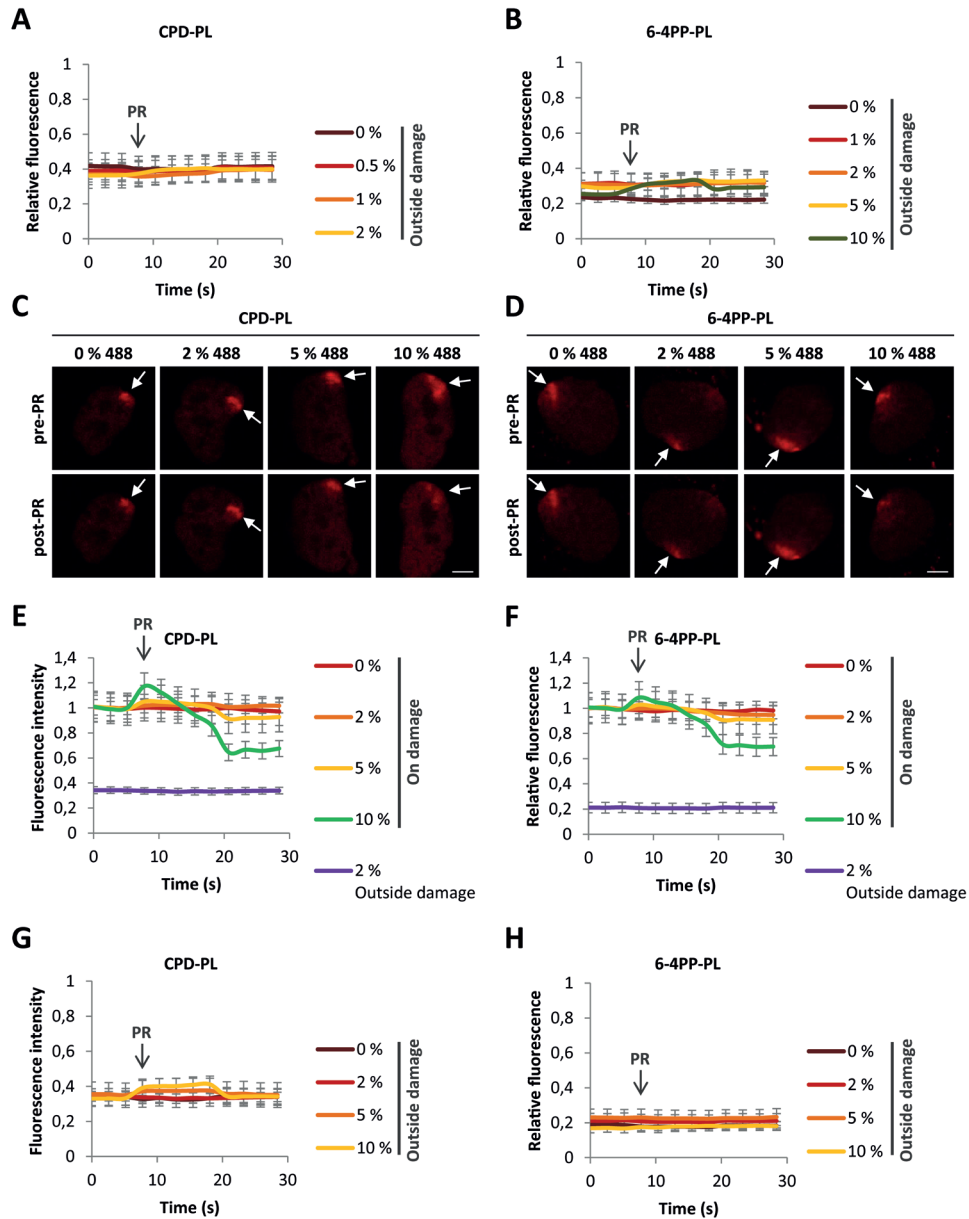 A
CPD-PL
Relative fluorescence
1
0,8
0,6
0,4
0,2
0
PR
0 10 20 30
Time (s)
0 %
0.5 %
1 %
2 %
Outside damage
B
6-4PP-PL
Relative fluorescence
1
0,8
0,6
0,4
0,2
0
PR
0 10 20 30
Time (s)
0 %
1 %
2 %
5 %
10 %
Outside damage
C
CPD-PL
0 % 488 2 % 488 5 % 488 10 % 488
pre-PR
post-PR
D
6-4PP-PL
0 % 488 2 % 488 5 % 488 10 % 488
pre-PR
post-PR
E
PR
CPD-PL
Fluorescence intensity
1,4
1,2
1
0,8
0,6
0,4
0,2
0
0 10 20 30
Time (s)
0 %
2 %
5 %
10 %
On damage
2 %
Outside damage
F
PR
6-4PP-PL
Relative fluorescence
1,4
1,2
1
0,8
0,6
0,4
0,2
0
0 10 20 30
Time (s)
0 %
2 %
5 %
10 %
On damage
2 %
Outside damage
G
CPD-PL
Fluorescence intensity
1
0,8
0,6
0,4
0,2
0
PR
0 10 20 30
Time (s)
0 %
2 %
5 %
10 %
Outside damage
H
6-4PP-PL
Relative fluorescence
1
0,8
0,6
0,4
0,2
0
PR
0 10 20 30
Time (s)
0 %
2 %
5 %
10 %
Outside damage